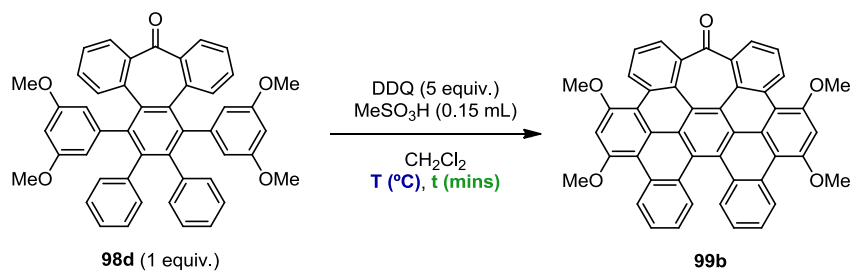 O
O
MeO
OMe
MeO
OMe
DDQ (5 equiv.)
MeSO₃H (0.15 mL)
CH₂Cl₂
T (ºC), t (mins)
MeO
OMe
MeO
OMe
98d (1 equiv.)
99b